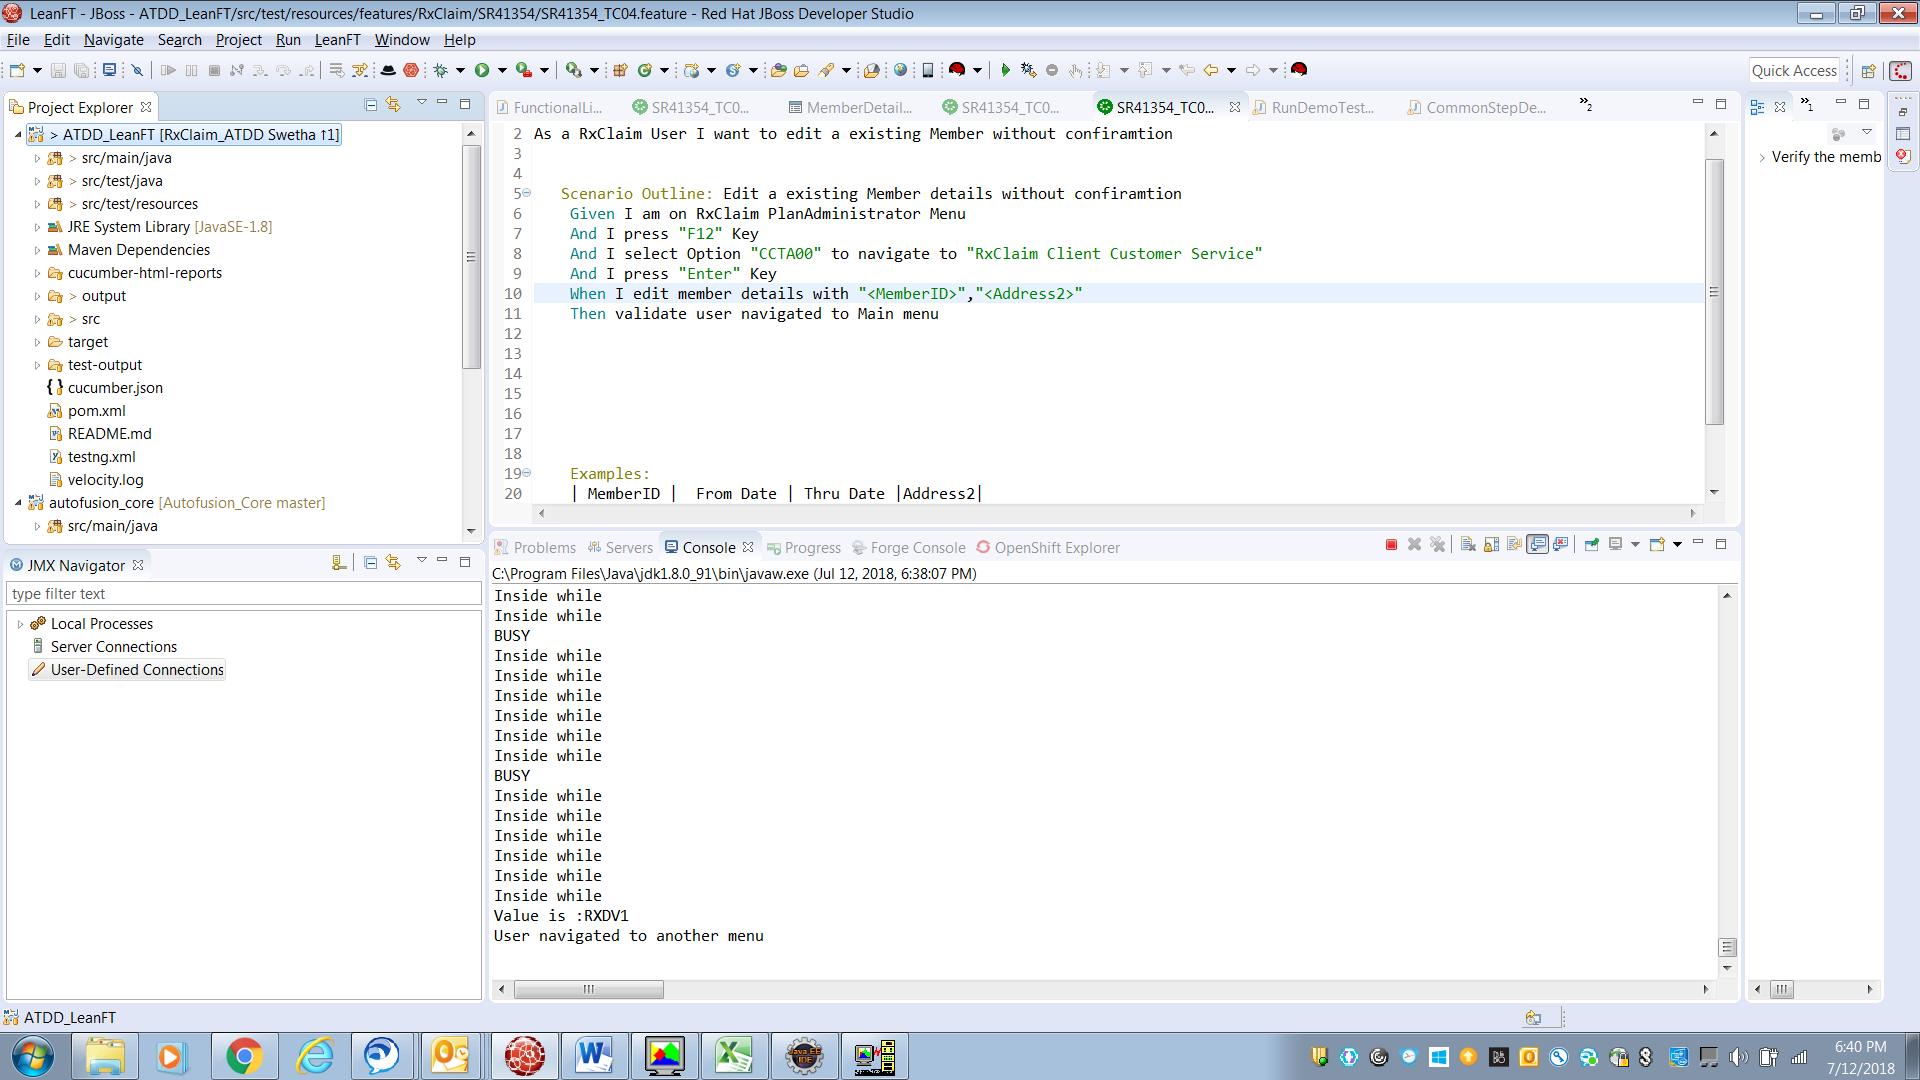 LeanFT - JBoss - ATDD_LeanFT/src/test/resources/features/RxClaim/SR41354/SR41354_TC04.feature - Red Hat JBoss Developer Studio
File Edit Navigate Search Project Run LeanFT Window Help
Quick Access
Project Explorer
> ATDD_LeanFT [RxClaim_ATDD Swetha ↑1]
> src/main/java
> src/test/java
> src/test/resources
JRE System Library [JavaSE-1.8]
Maven Dependencies
cucumber-html-reports
> output
> src
target
test-output
cucumber.json
pom.xml
README.md
testng.xml
velocity.log
autofusion_core [Autofusion_Core master]
src/main/java
JMX Navigator
type filter text
Local Processes
Server Connections
User-Defined Connections
FunctionalLi... SR41354_TC0... MemberDetail... SR41354_TC0... SR41354_TC0... RunDemoTest... CommonStepDe... »2
2 As a RxClaim User I want to edit a existing Member without confiramtion
3
4
5 Scenario Outline: Edit a existing Member details without confiramtion
6 Given I am on RxClaim PlanAdministrator Menu
7 And I press "F12" Key
8 And I select Option "CCTA00" to navigate to "RxClaim Client Customer Service"
9 And I press "Enter" Key
10 When I edit member details with "<MemberID>","<Address2>"
11 Then validate user navigated to Main menu
12
13
14
15
16
17
18
19 Examples:
20 | MemberID | From Date | Thru Date |Address2|
»1
Verify the memb
Problems Servers Console Progress Forge Console OpenShift Explorer
C:\Program Files\Java\jdk1.8.0_91\bin\javaw.exe (Jul 12, 2018, 6:38:07 PM)
Inside while
Inside while
BUSY
Inside while
Inside while
Inside while
Inside while
Inside while
Inside while
BUSY
Inside while
Inside while
Inside while
Inside while
Inside while
Inside while
Value is :RXDV1
User navigated to another menu
ATDD_LeanFT
Java EE
IDE
6:40 PM
7/12/2018